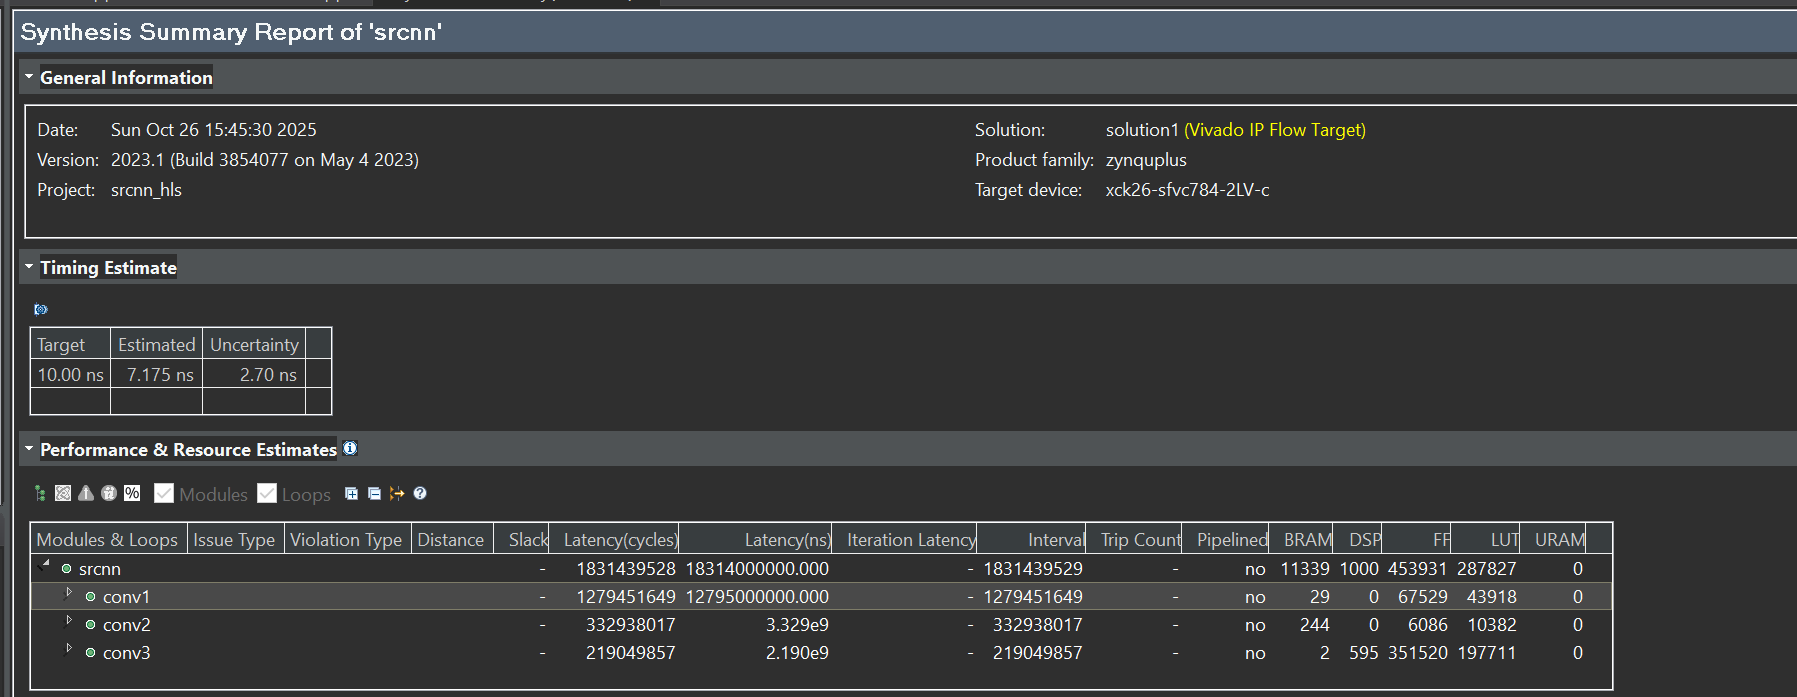 Synthesis Summary Report of 'srcnn'
General Information
Date: Sun Oct 26 15:45:30 2025 Solution: solution1 (Vivado IP Flow Target)
Version: 2023.1 (Build 3854077 on May 4 2023) Product family: zynquplus
Project: srcnn_hls Target device: xck26-sfvc784-2LV-c
Timing Estimate
Target Estimated Uncertainty
10.00 ns 7.175 ns 2.70 ns
Performance & Resource Estimates
% Modules Loops
Modules & Loops Issue Type Violation Type Distance Slack Latency(cycles) Latency(ns) Iteration Latency Interval Trip Count Pipelined BRAM DSP FF LUT URAM
srcnn - 1831439528 18314000000.000 - 1831439529 - no 11339 1000 453931 287827 0
conv1 - 1279451649 12795000000.000 - 1279451649 - no 29 0 67529 43918 0
conv2 - 332938017 3.329e9 - 332938017 - no 244 0 6086 10382 0
conv3 - 219049857 2.190e9 - 219049857 - no 2 595 351520 197711 0